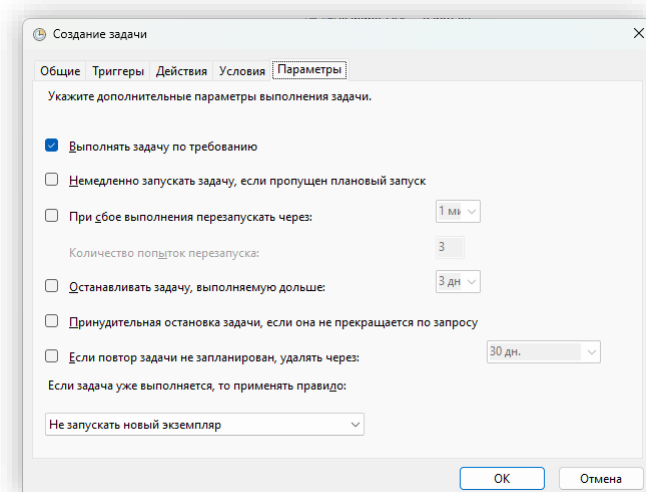 Создание задачи
Общие Триггеры Действия Условия Параметры
Укажите дополнительные параметры выполнения задачи.
Выполнять задачу по требованию
Немедленно запускать задачу, если пропущен плановый запуск
При сбое выполнения перезапускать через: 1 ми
Количество попыток перезапуска: 3
Останавливать задачу, выполняемую дольше: 3 дн
Принудительная остановка задачи, если она не прекращается по запросу
Если повтор задачи не запланирован, удалять через: 30 дн.
Если задача уже выполняется, то применять правило:
Не запускать новый экземпляр
ОК Отмена